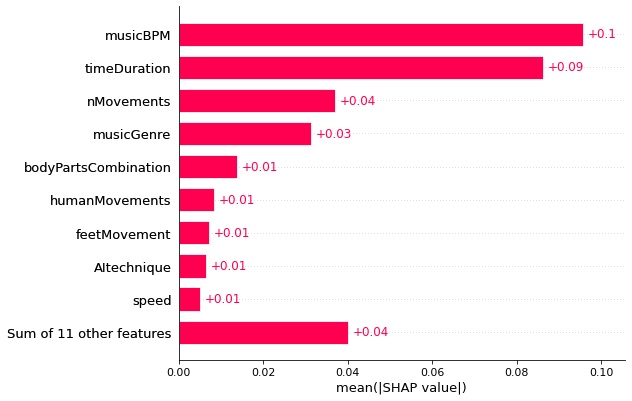 musicBPM +0.1
timeDuration +0.09
nMovements +0.04
musicGenre +0.03
bodyPartsCombination +0.01
humanMovements +0.01
feetMovement +0.01
AItechnique +0.01
speed +0.01
Sum of 11 other features +0.04
0.00 0.02 0.04 0.06 0.08 0.10
mean(|SHAP value|)